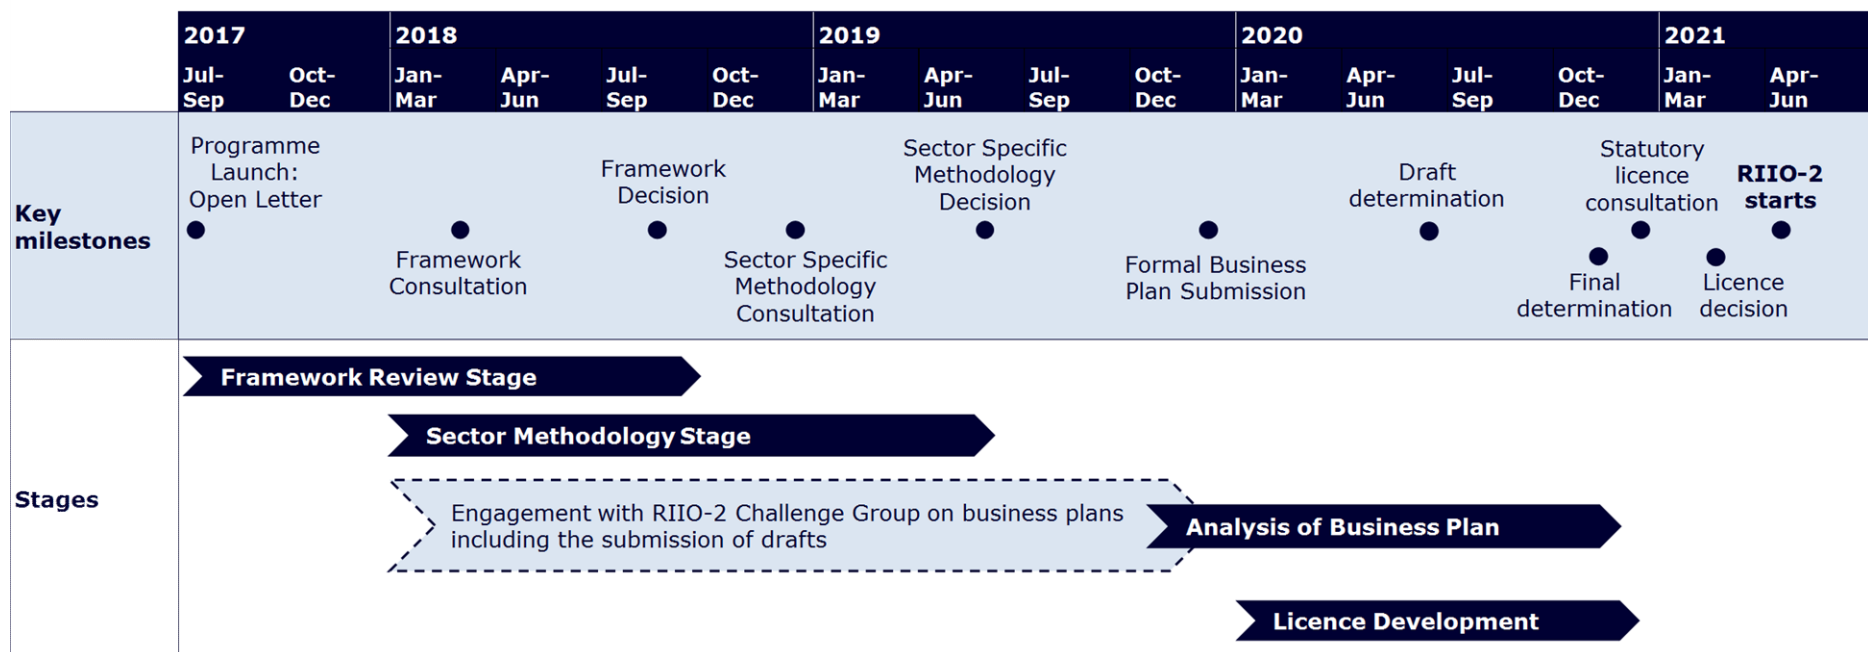 2017
2018
2019
2020
2021
Jul-
Sep
Oct-
Dec
Jan-
Mar
Apr-
Jun
Jul-
Sep
Oct-
Dec
Jan-
Mar
Apr-
Jun
Jul-
Sep
Oct-
Dec
Jan-
Mar
Apr-
Jun
Jul-
Sep
Oct-
Dec
Jan-
Mar
Apr-
Jun
Key
milestones
Programme
Launch:
Open Letter
Framework
Consultation
Framework
Decision
Sector Specific
Methodology
Consultation
Sector Specific
Methodology
Decision
Formal Business
Plan Submission
Draft
determination
Final
determination
Statutory
licence
consultation
Licence
decision
RIIO-2
starts
Stages
Framework Review Stage
Sector Methodology Stage
Engagement with RIIO-2 Challenge Group on business plans
including the submission of drafts
Analysis of Business Plan
Licence Development